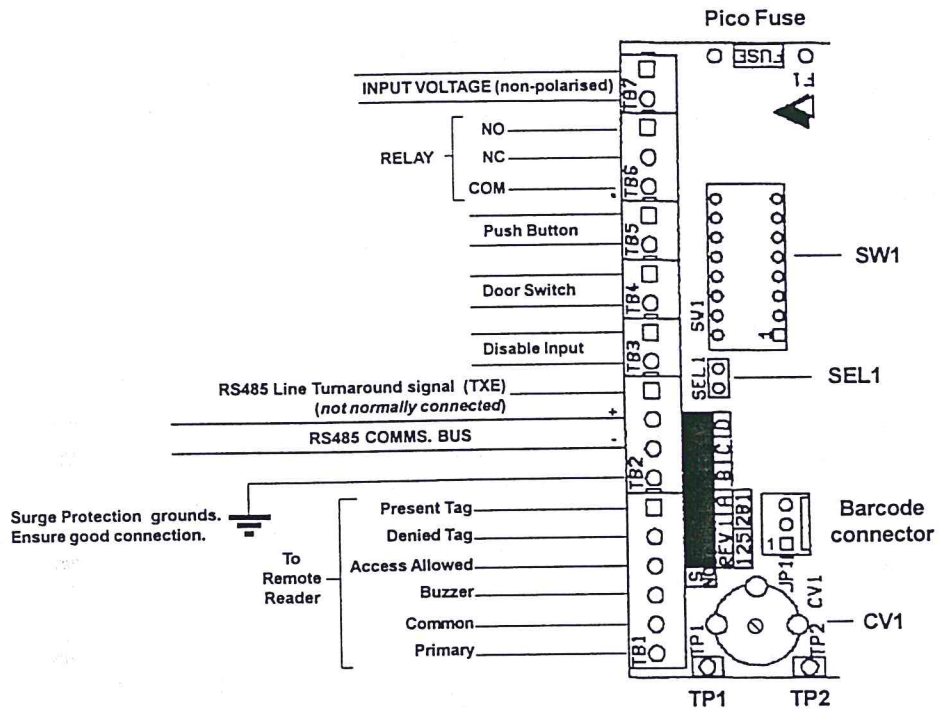 Pico Fuse
FUSE
F1
INPUT VOLTAGE (non-polarised)
TB7
NO
RELAY
NC
COM
TB6
Push Button
TB5
SW1
SW1
Door Switch
TB4
1
Disable Input
TB3
SEL1
SEL1
RS485 Line Turnaround signal (TXE)
(not normally connected)
+
RS485 COMMS. BUS
-
TB2
Surge Protection grounds.
Ensure good connection.
To
Remote
Reader
Present Tag
Denied Tag
Access Allowed
Buzzer
Common
Primary
TB1
REV A B C D
125 281
S
NO
Barcode
connector
1
JP1
CV1
CV1
TP1
TP2
TP1
TP2